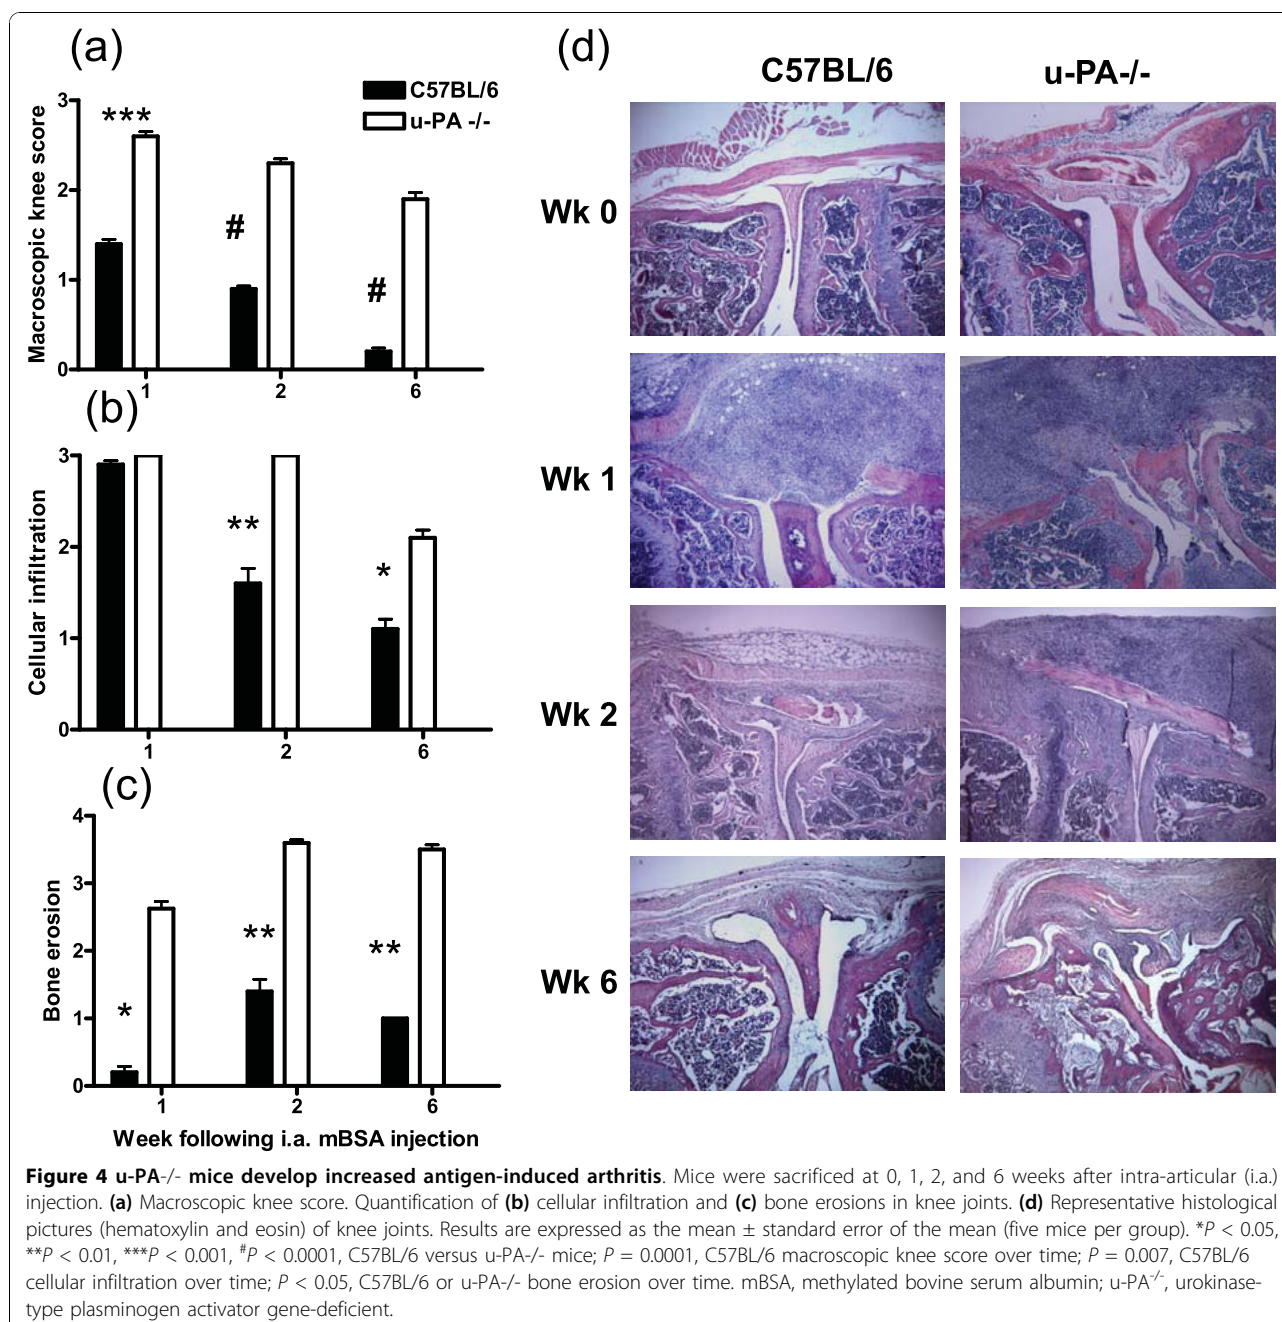 (a)
C57BL/6
u-PA -/-
Macroscopic knee score
3
2
1
0
***
#
#
1 2 6
(b)
Cellular infiltration
3
2
1
0
**
*
1 2 6
(c)
Bone erosion
4
3
2
1
0
*
**
**
1 2 6
Week following i.a. mBSA injection
(d)
C57BL/6 u-PA-/-
Wk 0
Wk 1
Wk 2
Wk 6
Figure 4 u-PA-/- mice develop increased antigen-induced arthritis. Mice were sacrificed at 0, 1, 2, and 6 weeks after intra-articular (i.a.)
injection. (a) Macroscopic knee score. Quantification of (b) cellular infiltration and (c) bone erosions in knee joints. (d) Representative histological
pictures (hematoxylin and eosin) of knee joints. Results are expressed as the mean ± standard error of the mean (five mice per group). *P < 0.05,
**P < 0.01, ***P < 0.001, #P < 0.0001, C57BL/6 versus u-PA-/- mice; P = 0.0001, C57BL/6 macroscopic knee score over time; P = 0.007, C57BL/6
cellular infiltration over time; P < 0.05, C57BL/6 or u-PA-/- bone erosion over time. mBSA, methylated bovine serum albumin; u-PA-/-, urokinase-
type plasminogen activator gene-deficient.